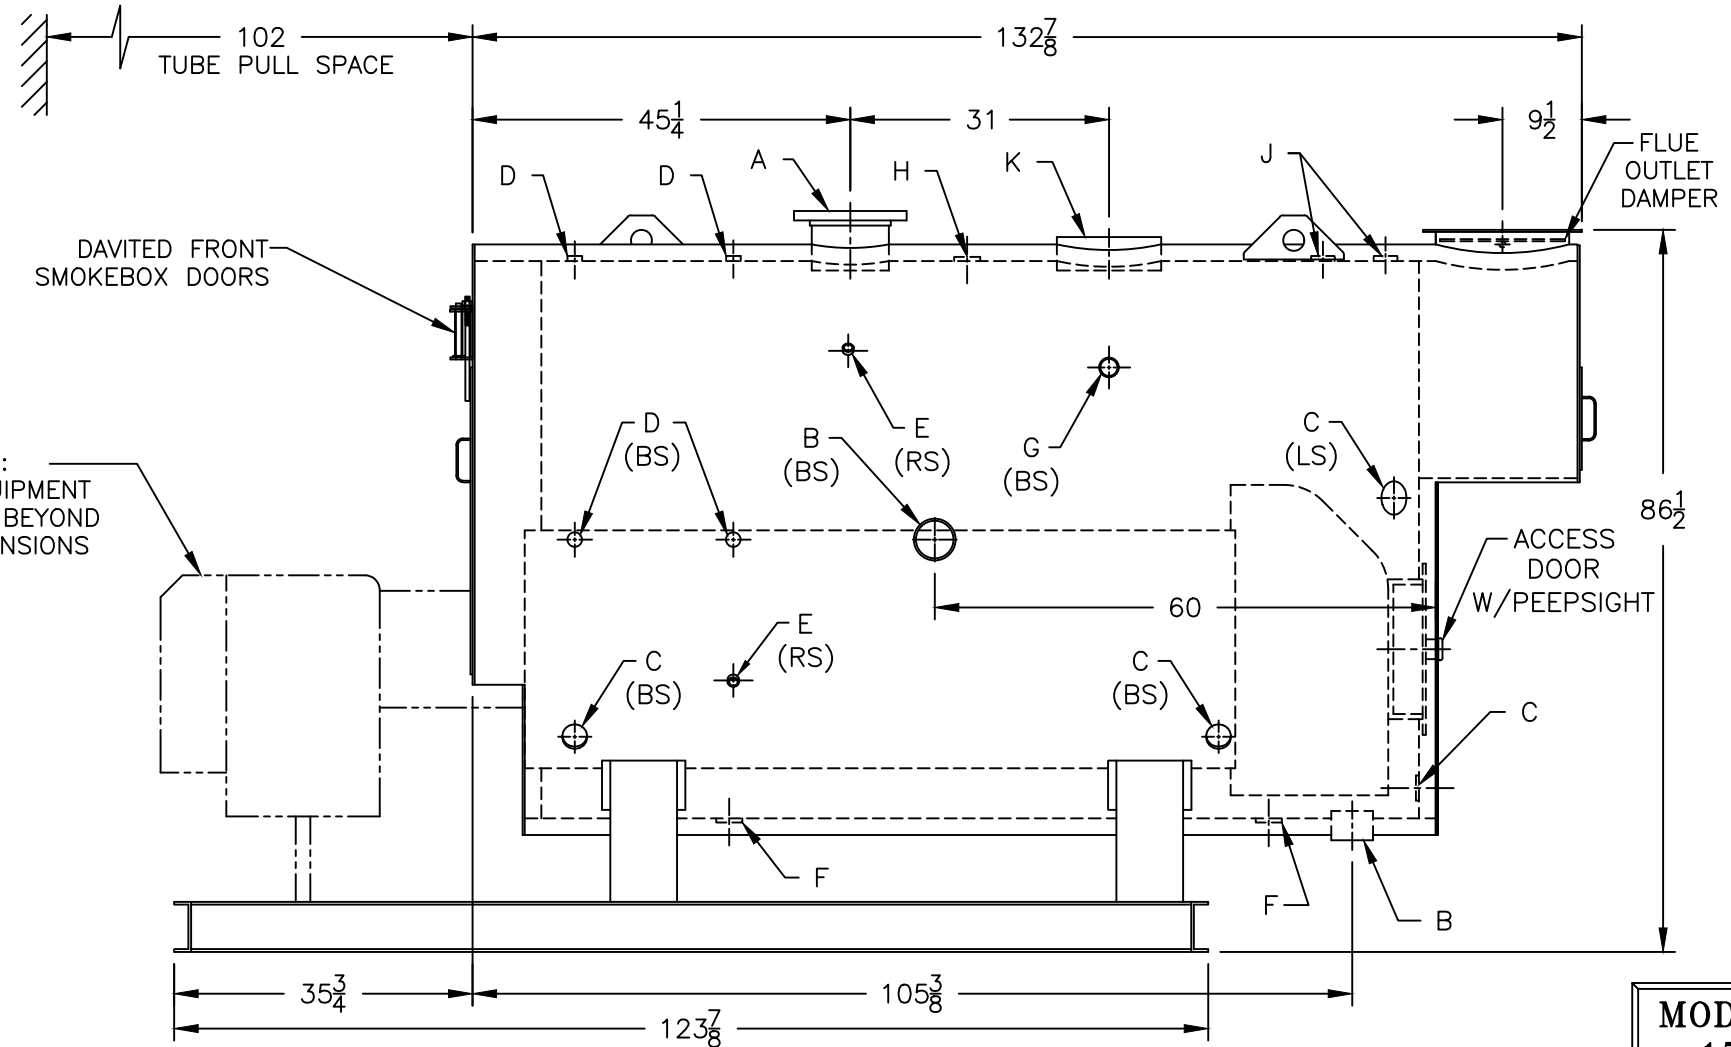 102
TUBE PULL SPACE
132 7/8
45 1/4
31
9 1/2
D
D
A
H
K
J
FLUE
OUTLET
DAMPER
DAVITED FRONT
SMOKEBOX DOORS
E
(RS)
D
(BS)
B
(BS)
G
(BS)
C
(LS)
86 1/2
BEYOND
ACCESS
DOOR
W/PEEPSIGHT
60
E
(RS)
C
(BS)
C
(BS)
C
F
F
B
35 3/4
105 3/8
123 7/8